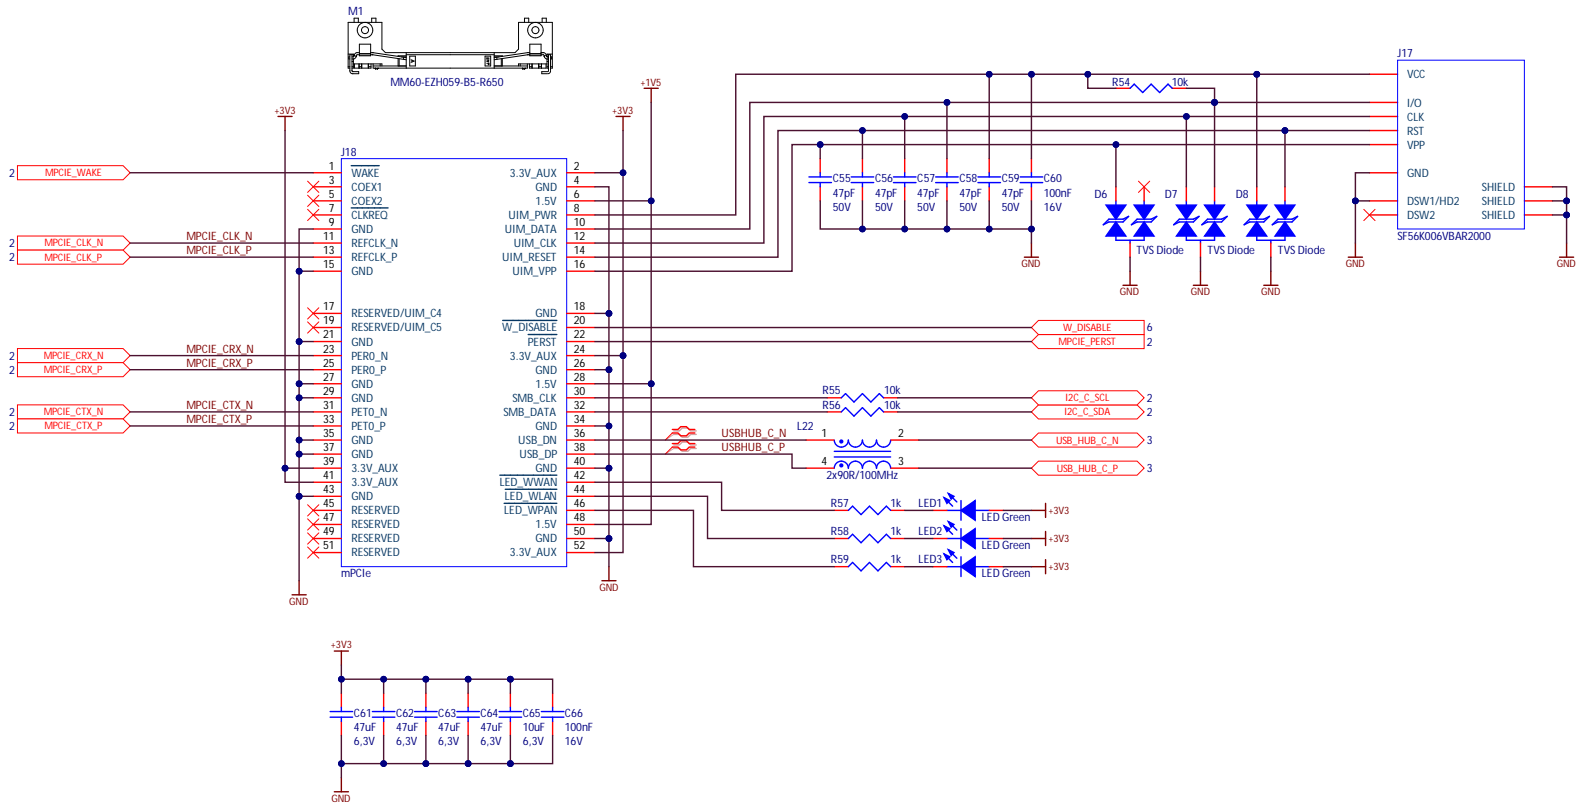 M1
MM60-EZH059-B5-R650
+3V3
+3V3
+1V5
J18
2 MPCIE_WAKE
2 MPCIE_CLK_N MPCIE_CLK_N
2 MPCIE_CLK_P MPCIE_CLK_P
2 MPCIE_CRX_N MPCIE_CRX_N
2 MPCIE_CRX_P MPCIE_CRX_P
2 MPCIE_CTX_N MPCIE_CTX_N
2 MPCIE_CTX_P MPCIE_CTX_P
1 WAKE 3.3V_AUX 2
3 COEX1 GND 4
5 COEX2 1.5V 6
7 CLKREQ UIM_PWR 8
9 GND UIM_DATA 10
11 REFCLK_N UIM_CLK 12
13 REFCLK_P UIM_RESET 14
15 GND UIM_VPP 16
17 RESERVED/UIM_C4 GND 18
19 RESERVED/UIM_C5 W_DISABLE 20
21 GND PERST 22
23 PER0_N 3.3V_AUX 24
25 PER0_P GND 26
27 GND 1.5V 28
29 GND SMB_CLK 30
31 PET0_N SMB_DATA 32
33 PET0_P GND 34
35 GND USB_DN 36
37 GND USB_DP 38
39 3.3V_AUX GND 40
41 3.3V_AUX LED_WWAN 42
43 GND LED_WLAN 44
45 RESERVED LED_WPAN 46
47 RESERVED 1.5V 48
49 RESERVED GND 50
51 RESERVED 3.3V_AUX 52
mPCIe
GND
GND
R54 10k
C55 47pF 50V
C56 47pF 50V
C57 47pF 50V
C58 47pF 50V
C59 47pF 50V
C60 100nF 16V
GND
D6 TVS Diode
D7 TVS Diode
D8 TVS Diode
GND
GND
GND
J17
VCC
I/O
CLK
RST
VPP
GND
SHIELD
DSW1/HD2 SHIELD
DSW2 SHIELD
SF56K006VBAR2000
GND
GND
W_DISABLE 6
MPCIE_PERST 2
R55 10k I2C_C_SCL 2
R56 10k I2C_C_SDA 2
L22
USBHUB_C_N 1 2 USB_HUB_C_N 3
USBHUB_C_P 4 3 USB_HUB_C_P 3
2x90R/100MHz
R57 1k LED1 LED Green +3V3
R58 1k LED2 LED Green +3V3
R59 1k LED3 LED Green +3V3
+3V3
C61 47uF 6,3V
C62 47uF 6,3V
C63 47uF 6,3V
C64 47uF 6,3V
C65 10uF 6,3V
C66 100nF 16V
GND